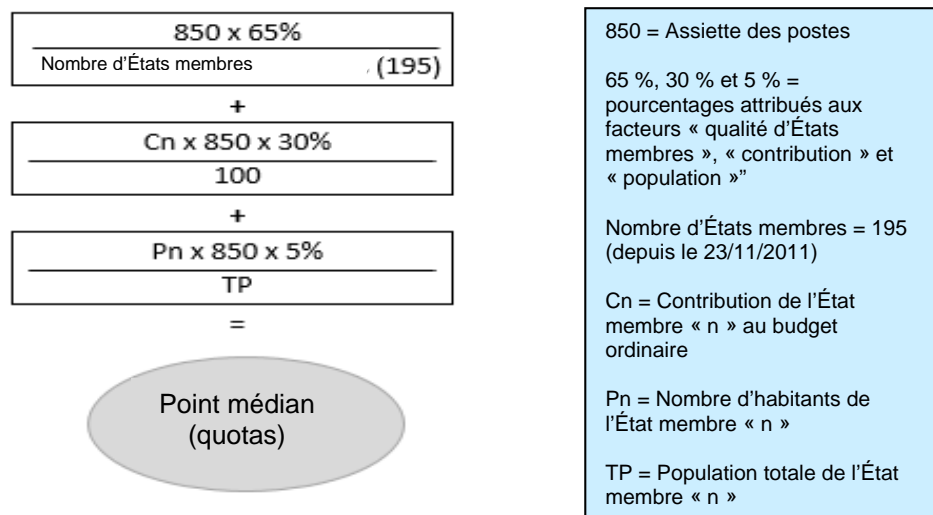 850 x 65%
Nombre d'États membres , (195)
+
Cn x 850 x 30%
100
+
Pn x 850 x 5%
TP
=
Point médian
(quotas)
850 = Assiette des postes
65 %, 30 % et 5 % =
pourcentages attribués aux
facteurs « qualité d'États
membres », « contribution » et
« population »”
Nombre d'États membres = 195
(depuis le 23/11/2011)
Cn = Contribution de l'État
membre « n » au budget
ordinaire
Pn = Nombre d'habitants de
l'État membre « n »
TP = Population totale de l'État
membre « n »